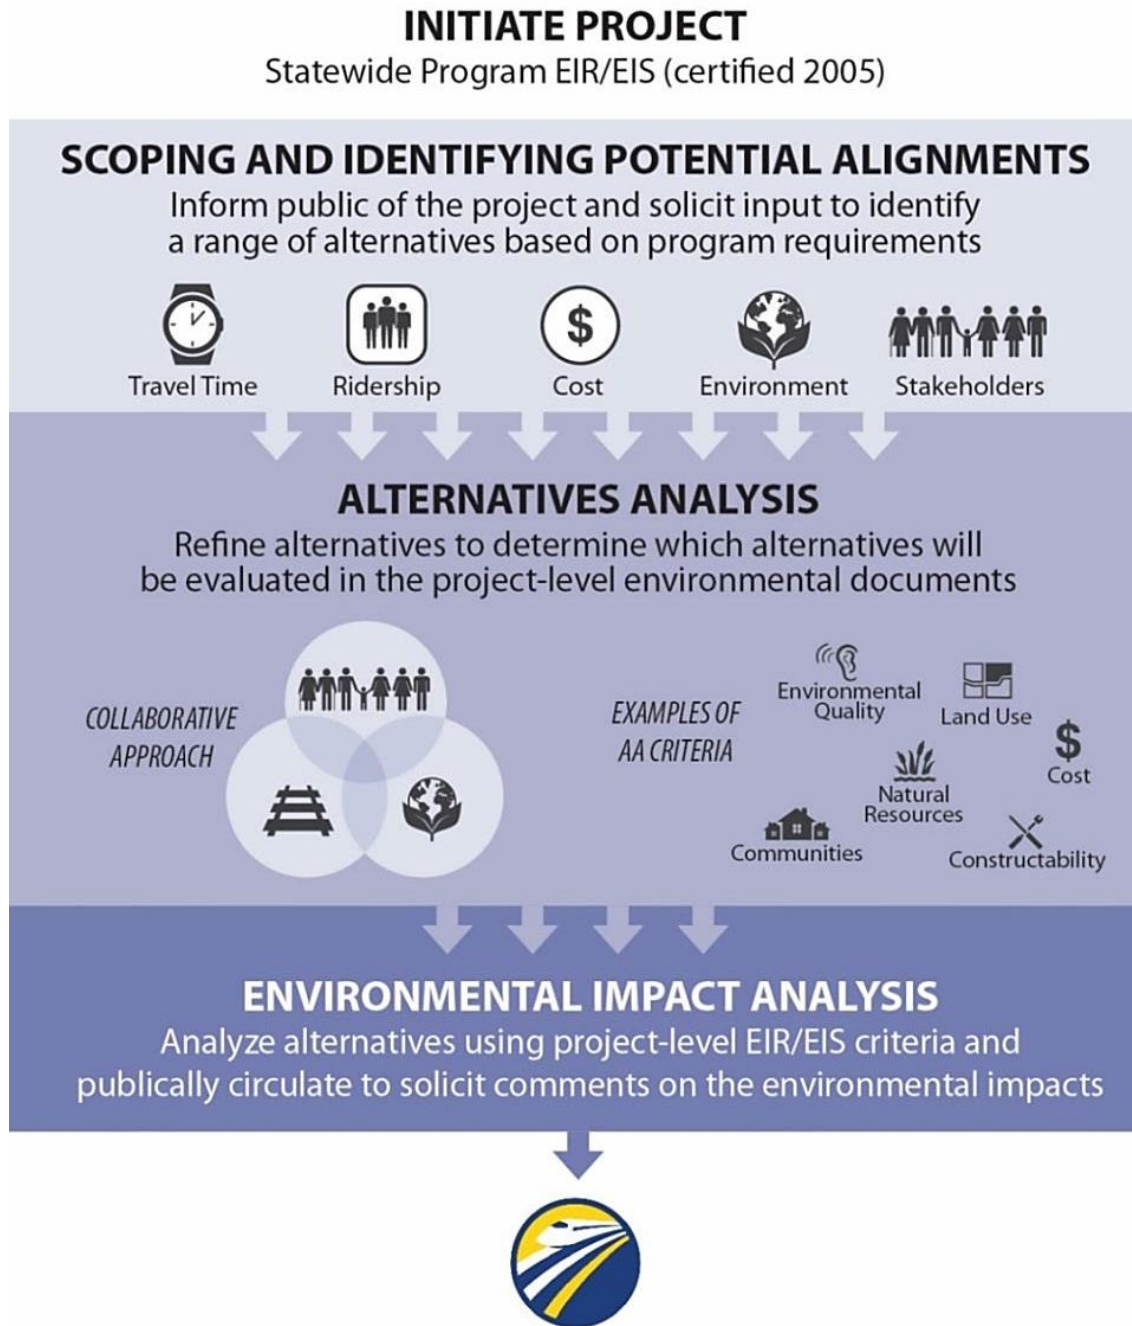 INITIATE PROJECT
Statewide Program EIR/EIS (certified 2005)
SCOPING AND IDENTIFYING POTENTIAL ALIGNMENTS
Inform public of the project and solicit input to identify
a range of alternatives based on program requirements
$
Travel Time
Ridership
Cost
Environment
Stakeholders
ALTERNATIVES ANALYSIS
Refine alternatives to determine which alternatives will
be evaluated in the project-level environmental documents
COLLABORATIVE
APPROACH
EXAMPLES OF
AA CRITERIA
Environmental
Quality
Land Use
$
Cost
Natural
Resources
Communities
Constructability
ENVIRONMENTAL IMPACT ANALYSIS
Analyze alternatives using project-level EIR/EIS criteria and
publically circulate to solicit comments on the environmental impacts